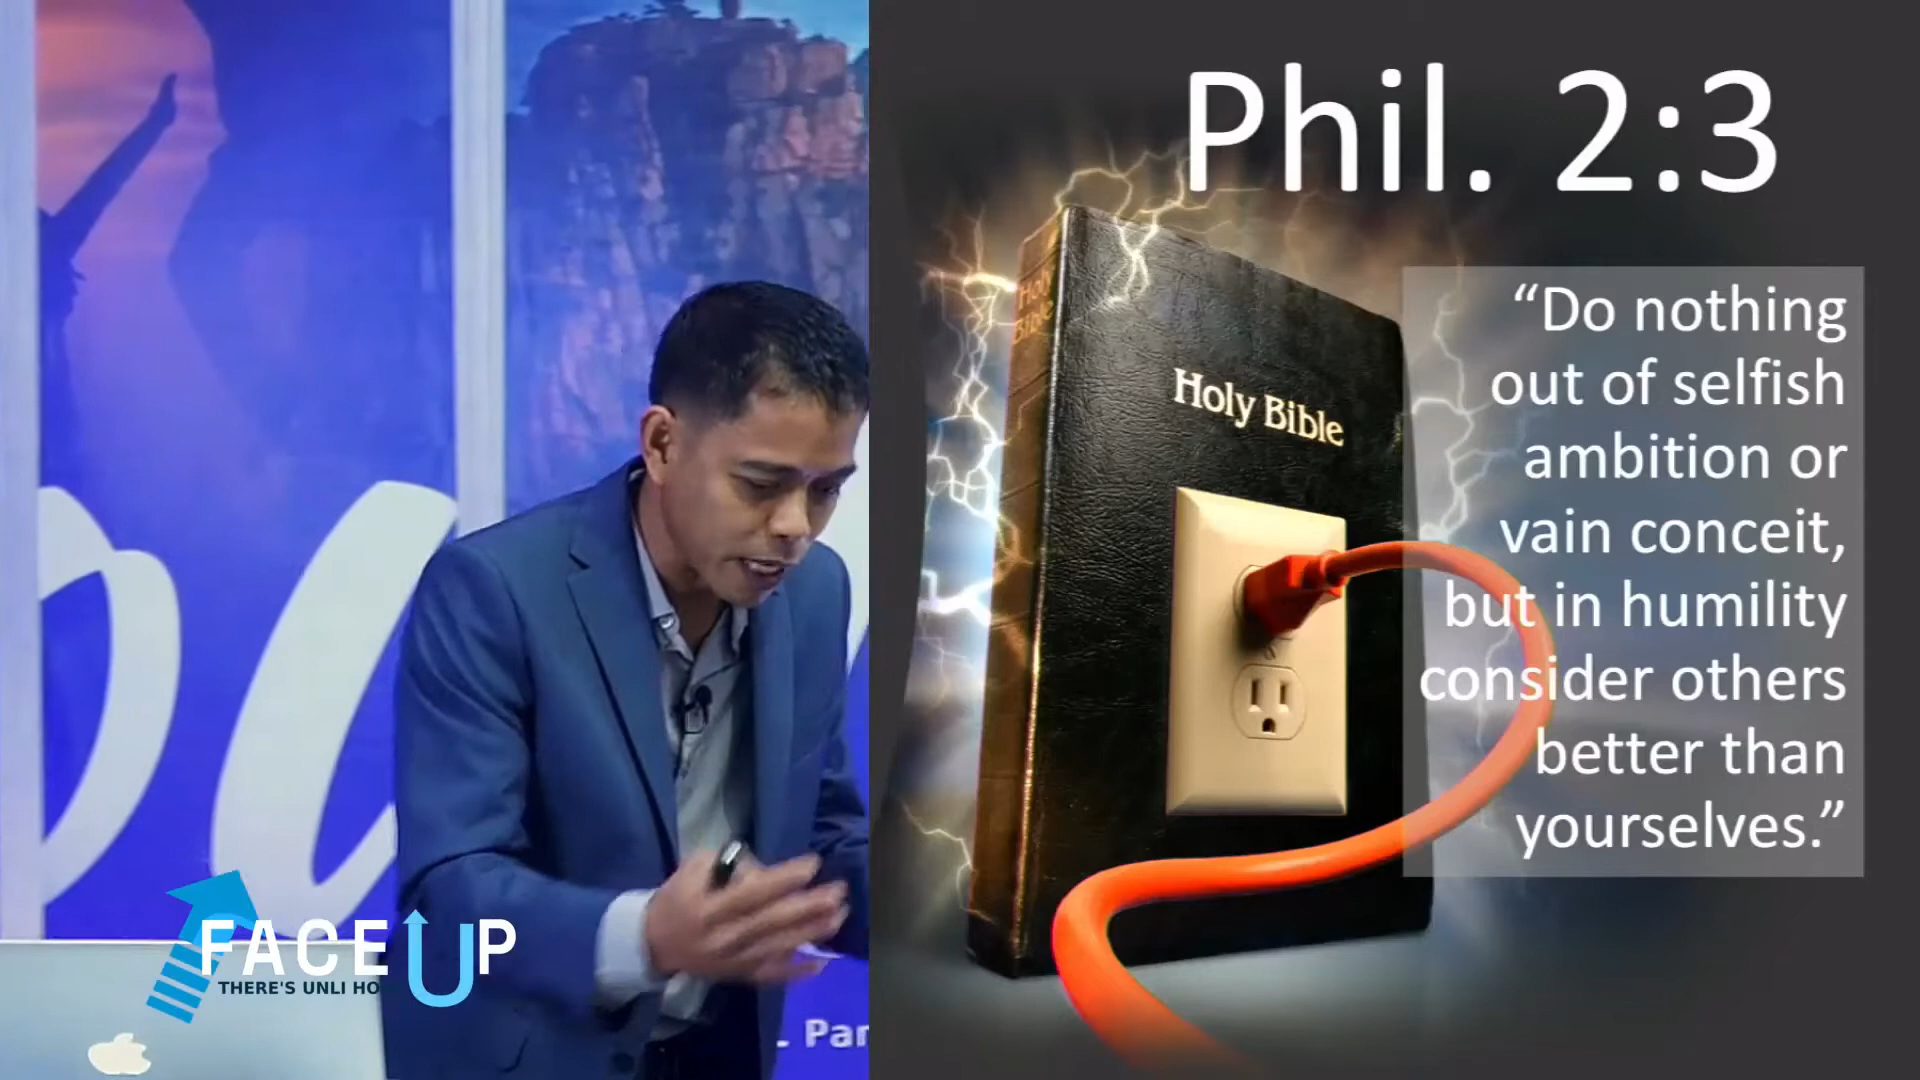 Phil. 2:3
“Do nothing
out of selfish
ambition or
vain conceit,
but in humility
consider others
better than
yourselves.”
Holy Bible
Holy
Bible
FACE UP
THERE'S UNLI HO
. Par